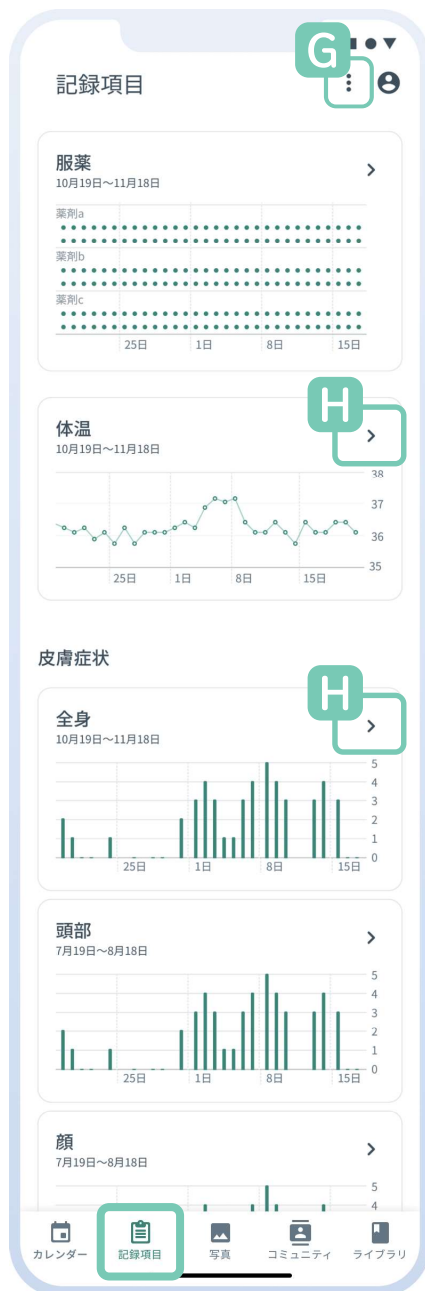 G
記録項目
服薬
10月19日～11月18日
薬剤a
薬剤b
薬剤c
25日 1日 8日 15日
H
体温
10月19日～11月18日
38
37
36
35
25日 1日 8日 15日
皮膚症状
H
全身
10月19日～11月18日
5
4
3
2
1
0
25日 1日 8日 15日
頭部
7月19日～8月18日
5
4
3
2
1
0
25日 1日 8日 15日
顔
7月19日～8月18日
5
4
カレンダー 記録項目 写真 コミュニティ ライブラリ